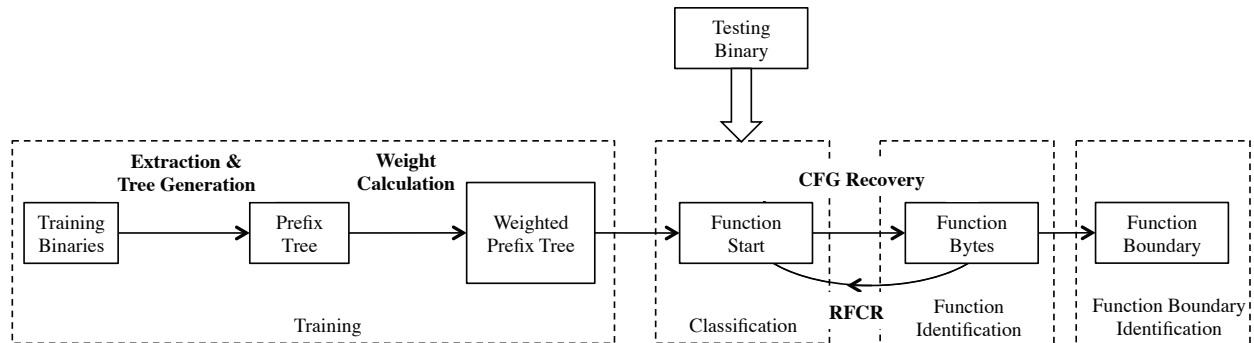 Testing
Binary
Extraction &
Tree Generation
Weight
Calculation
CFG Recovery
Training
Binaries
Prefix
Tree
Weighted
Prefix Tree
Function
Start
Function
Bytes
Function
Boundary
RFCR
Training
Classification
Function
Identification
Function Boundary
Identification